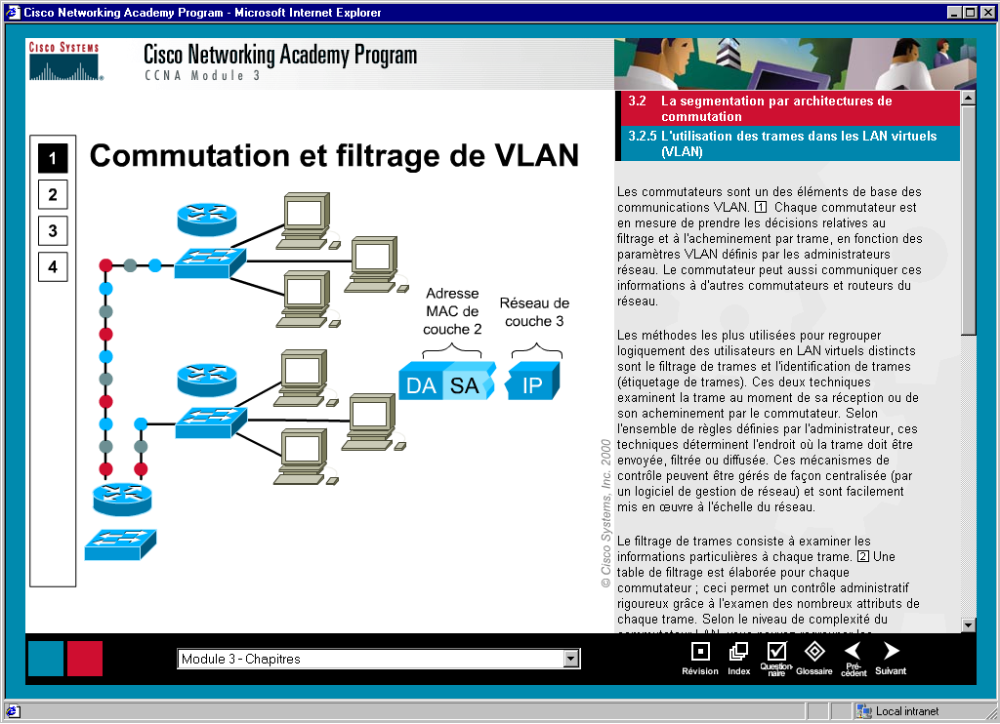 Cisco Networking Academy Program - Microsoft Internet Explorer
CISCO SYSTEMS
Cisco Networking Academy Program
CCNA Module 3
3.2 La segmentation par architectures de
commutation
3.2.5 L'utilisation des trames dans les LAN virtuels
(VLAN)
1
2
3
4
Commutation et filtrage de VLAN
Adresse
MAC de
couche 2
Réseau de
couche 3
DA SA IP
© Cisco Systems, Inc. 2000
Les commutateurs sont un des éléments de base des
communications VLAN. 1 Chaque commutateur est
en mesure de prendre les décisions relatives au
filtrage et à l'acheminement par trame, en fonction des
paramètres VLAN définis par les administrateurs
réseau. Le commutateur peut aussi communiquer ces
informations à d'autres commutateurs et routeurs du
réseau.
Les méthodes les plus utilisées pour regrouper
logiquement des utilisateurs en LAN virtuels distincts
sont le filtrage de trames et l'identification de trames
(étiquetage de trames). Ces deux techniques
examinent la trame au moment de sa réception ou de
son acheminement par le commutateur. Selon
l'ensemble de règles définies par l'administrateur, ces
techniques déterminent l'endroit où la trame doit être
envoyée, filtrée ou diffusée. Ces mécanismes de
contrôle peuvent être gérés de façon centralisée (par
un logiciel de gestion de réseau) et sont facilement
mis en œuvre à l'échelle du réseau.
Le filtrage de trames consiste à examiner les
informations particulières à chaque trame. 2 Une
table de filtrage est élaborée pour chaque
commutateur ; ceci permet un contrôle administratif
rigoureux grâce à l'examen des nombreux attributs de
chaque trame. Selon le niveau de complexité du
Module 3 - Chapitres
Révision
Index
Question-
naire
Glossaire
Pré-
cédent
Suivant
Local intranet